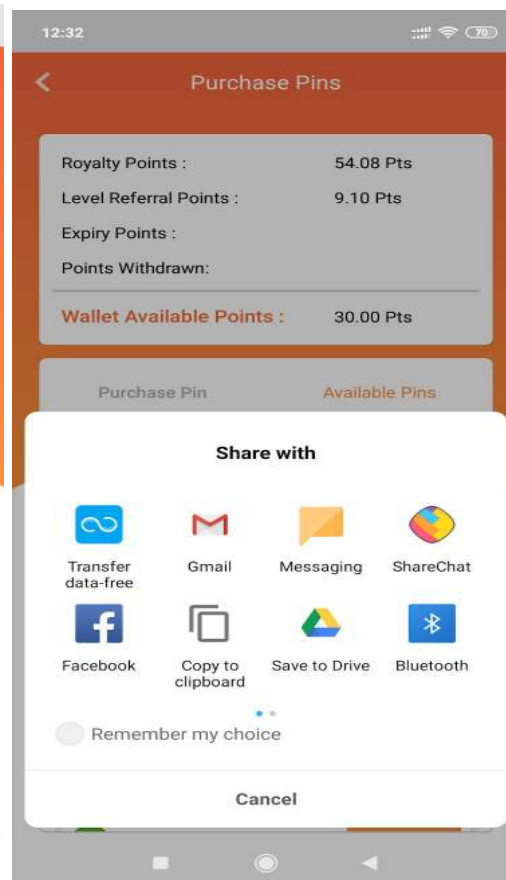 12:32
70
Purchase Pins
Royalty Points : 54.08 Pts
Level Referral Points : 9.10 Pts
Expiry Points :
Points Withdrawn:
Wallet Available Points : 30.00 Pts
Purchase Pin Available Pins
Share with
Transfer data-free
Gmail
Messaging
ShareChat
Facebook
Copy to clipboard
Save to Drive
Bluetooth
Remember my choice
Cancel